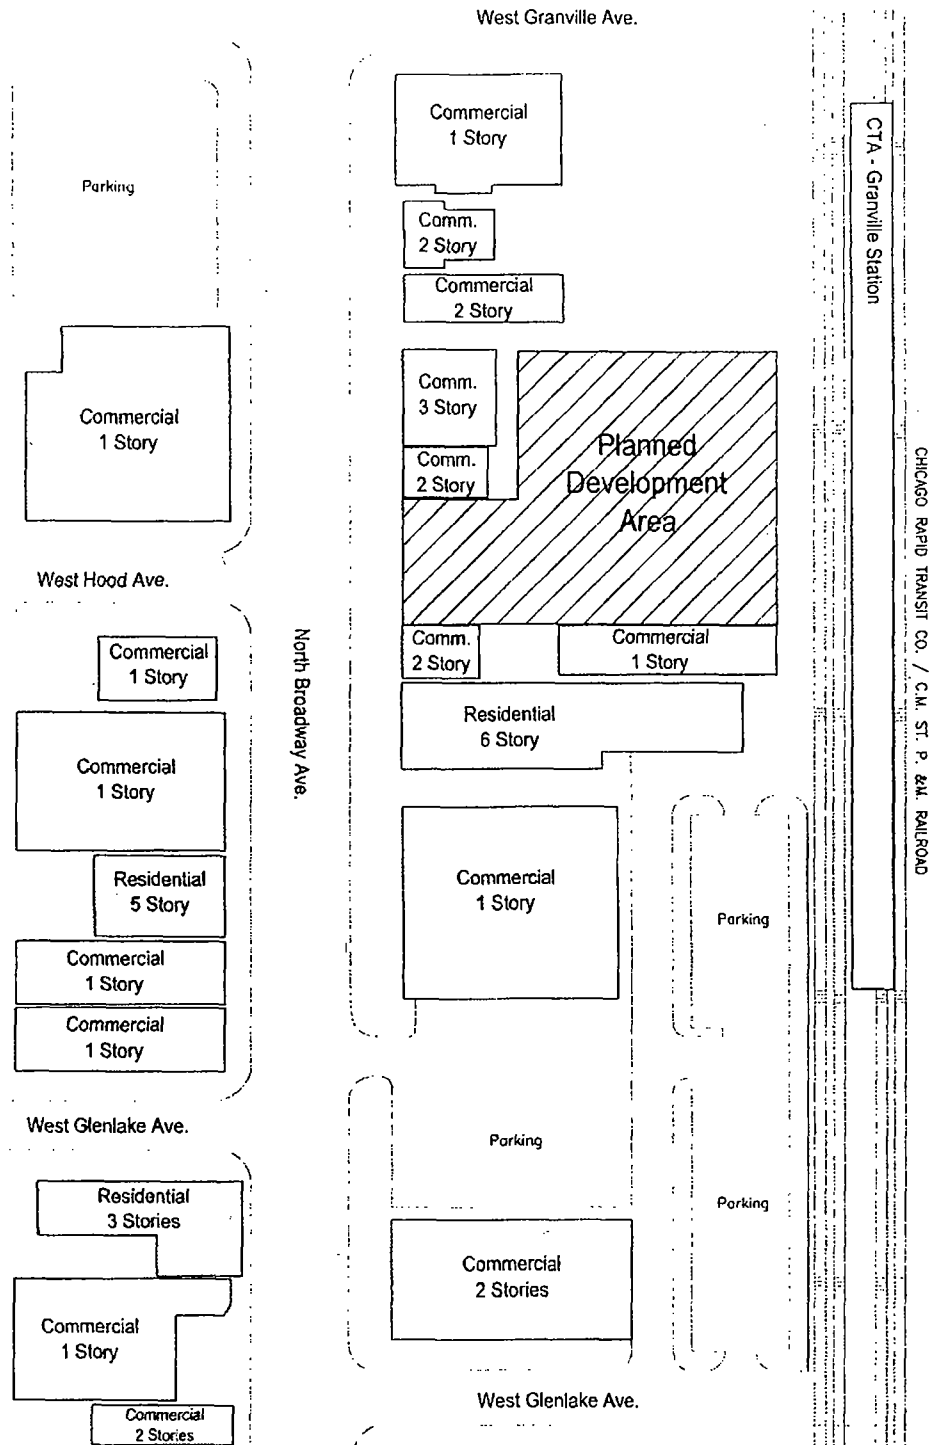 West Granville Ave.
Commercial
1 Story
CTA - Granville Station
Parking
Comm.
2 Story
Commercial
2 Story
Commercial
1 Story
Comm.
3 Story
Comm.
2 Story
Planned
Development
Area
CHICAGO RAPID TRANSIT CO. / C.M. ST. P. &M. RAILROAD
West Hood Ave.
North Broadway Ave.
Commercial
1 Story
Comm.
2 Story
Commercial
1 Story
Residential
6 Story
Commercial
1 Story
Residential
5 Story
Commercial
1 Story
Parking
Commercial
1 Story
Commercial
1 Story
West Glenlake Ave.
Parking
Residential
3 Stories
Parking
Commercial
2 Stories
Commercial
1 Story
Commercial
2 Stories
West Glenlake Ave.